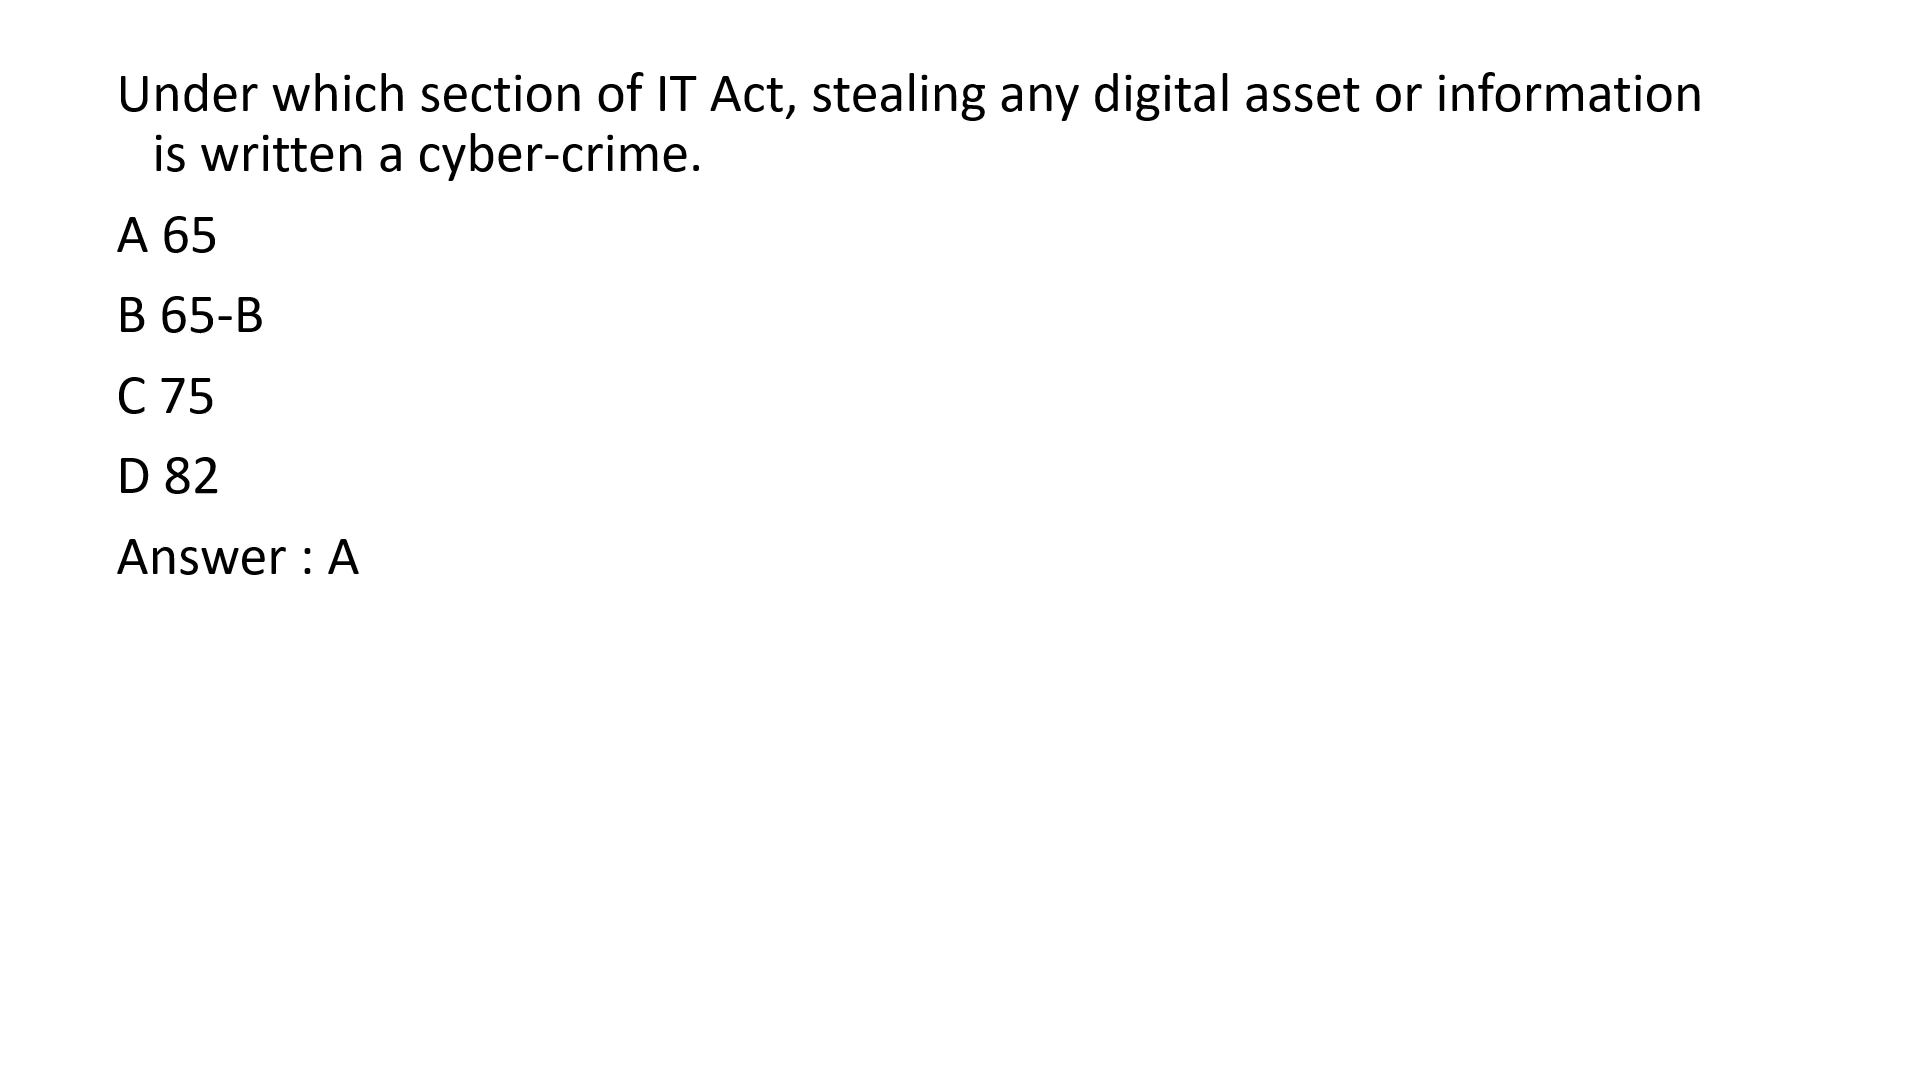 Under which section of IT Act, stealing any digital asset or information
is written a cyber-crime.
A 65
B 65-B
C 75
D 82
Answer : A